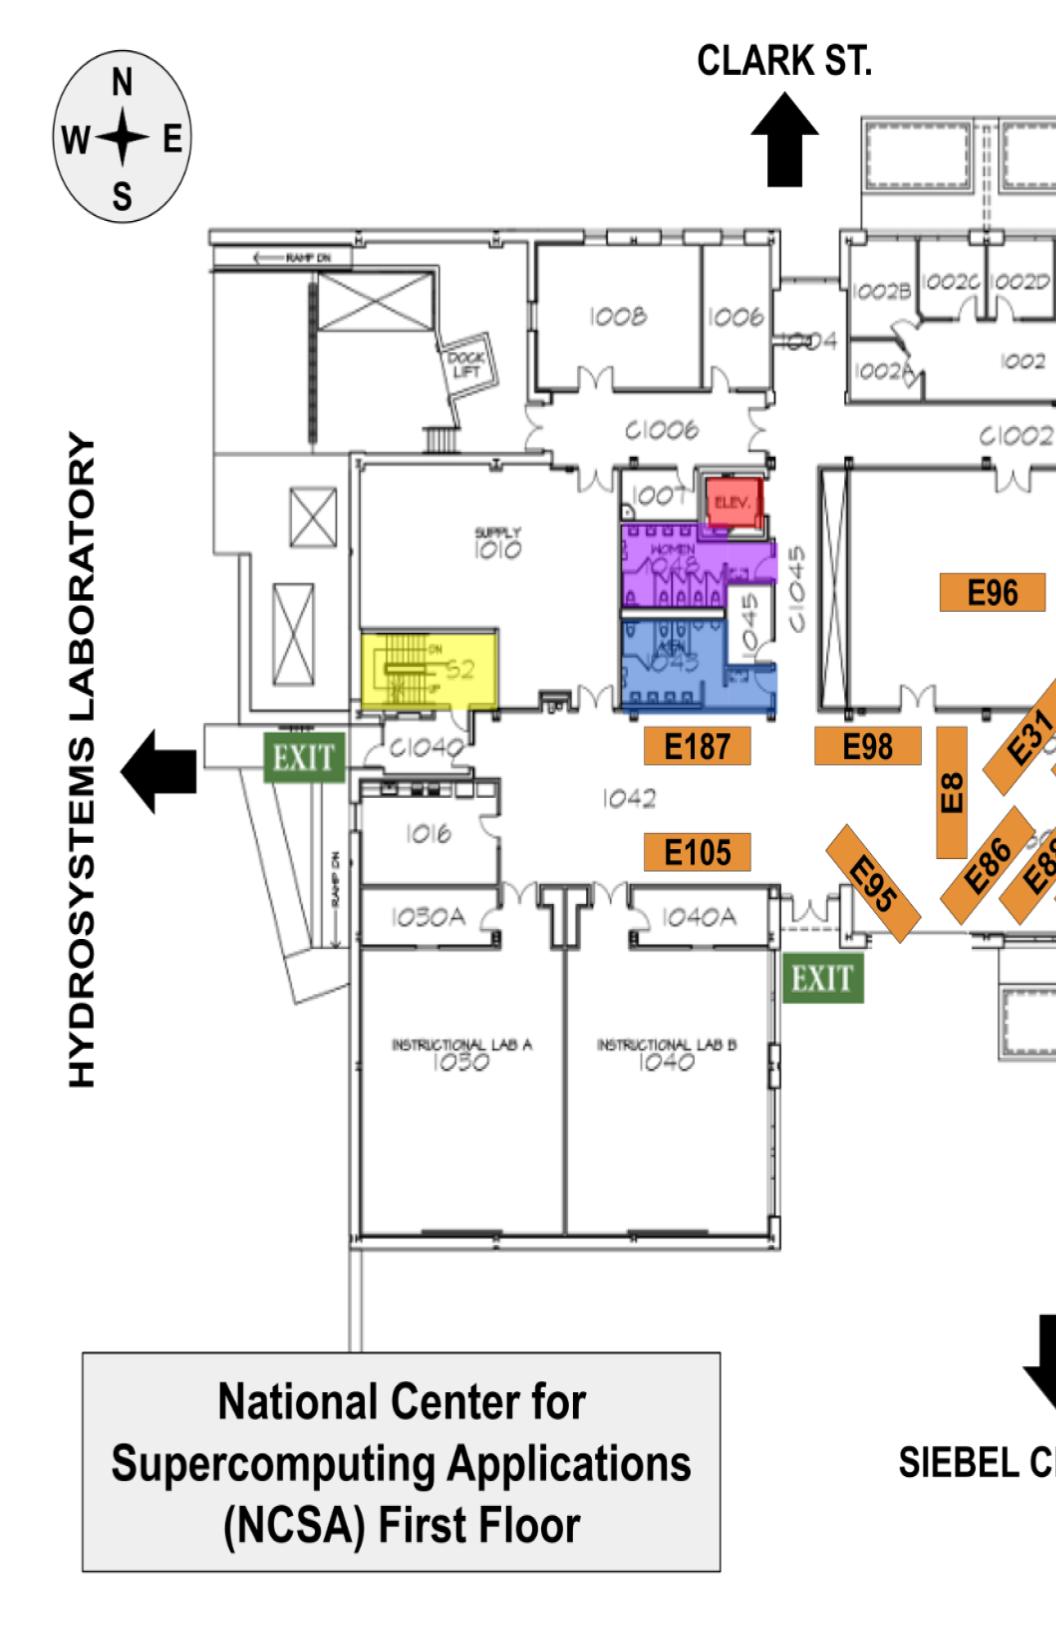 CLARK ST.
N
W E
S
RAMP DN
1008
1006
1004
1002B
1002C
1002D
1002A
1002
DOCK
LIFT
C1006
C1002
1007
ELEV.
SUPPLY
1010
WOMEN
1048
C1045
1045
E96
MEN
1043
DN
S2
UP
HYDROSYSTEMS LABORATORY
EXIT
C1040
E187
E98
E8
E31
1042
1016
E105
E95
E86
RAMP DN
1030A
1040A
EXIT
INSTRUCTIONAL LAB A
1030
INSTRUCTIONAL LAB B
1040
National Center for
Supercomputing Applications
(NCSA) First Floor
SIEBEL